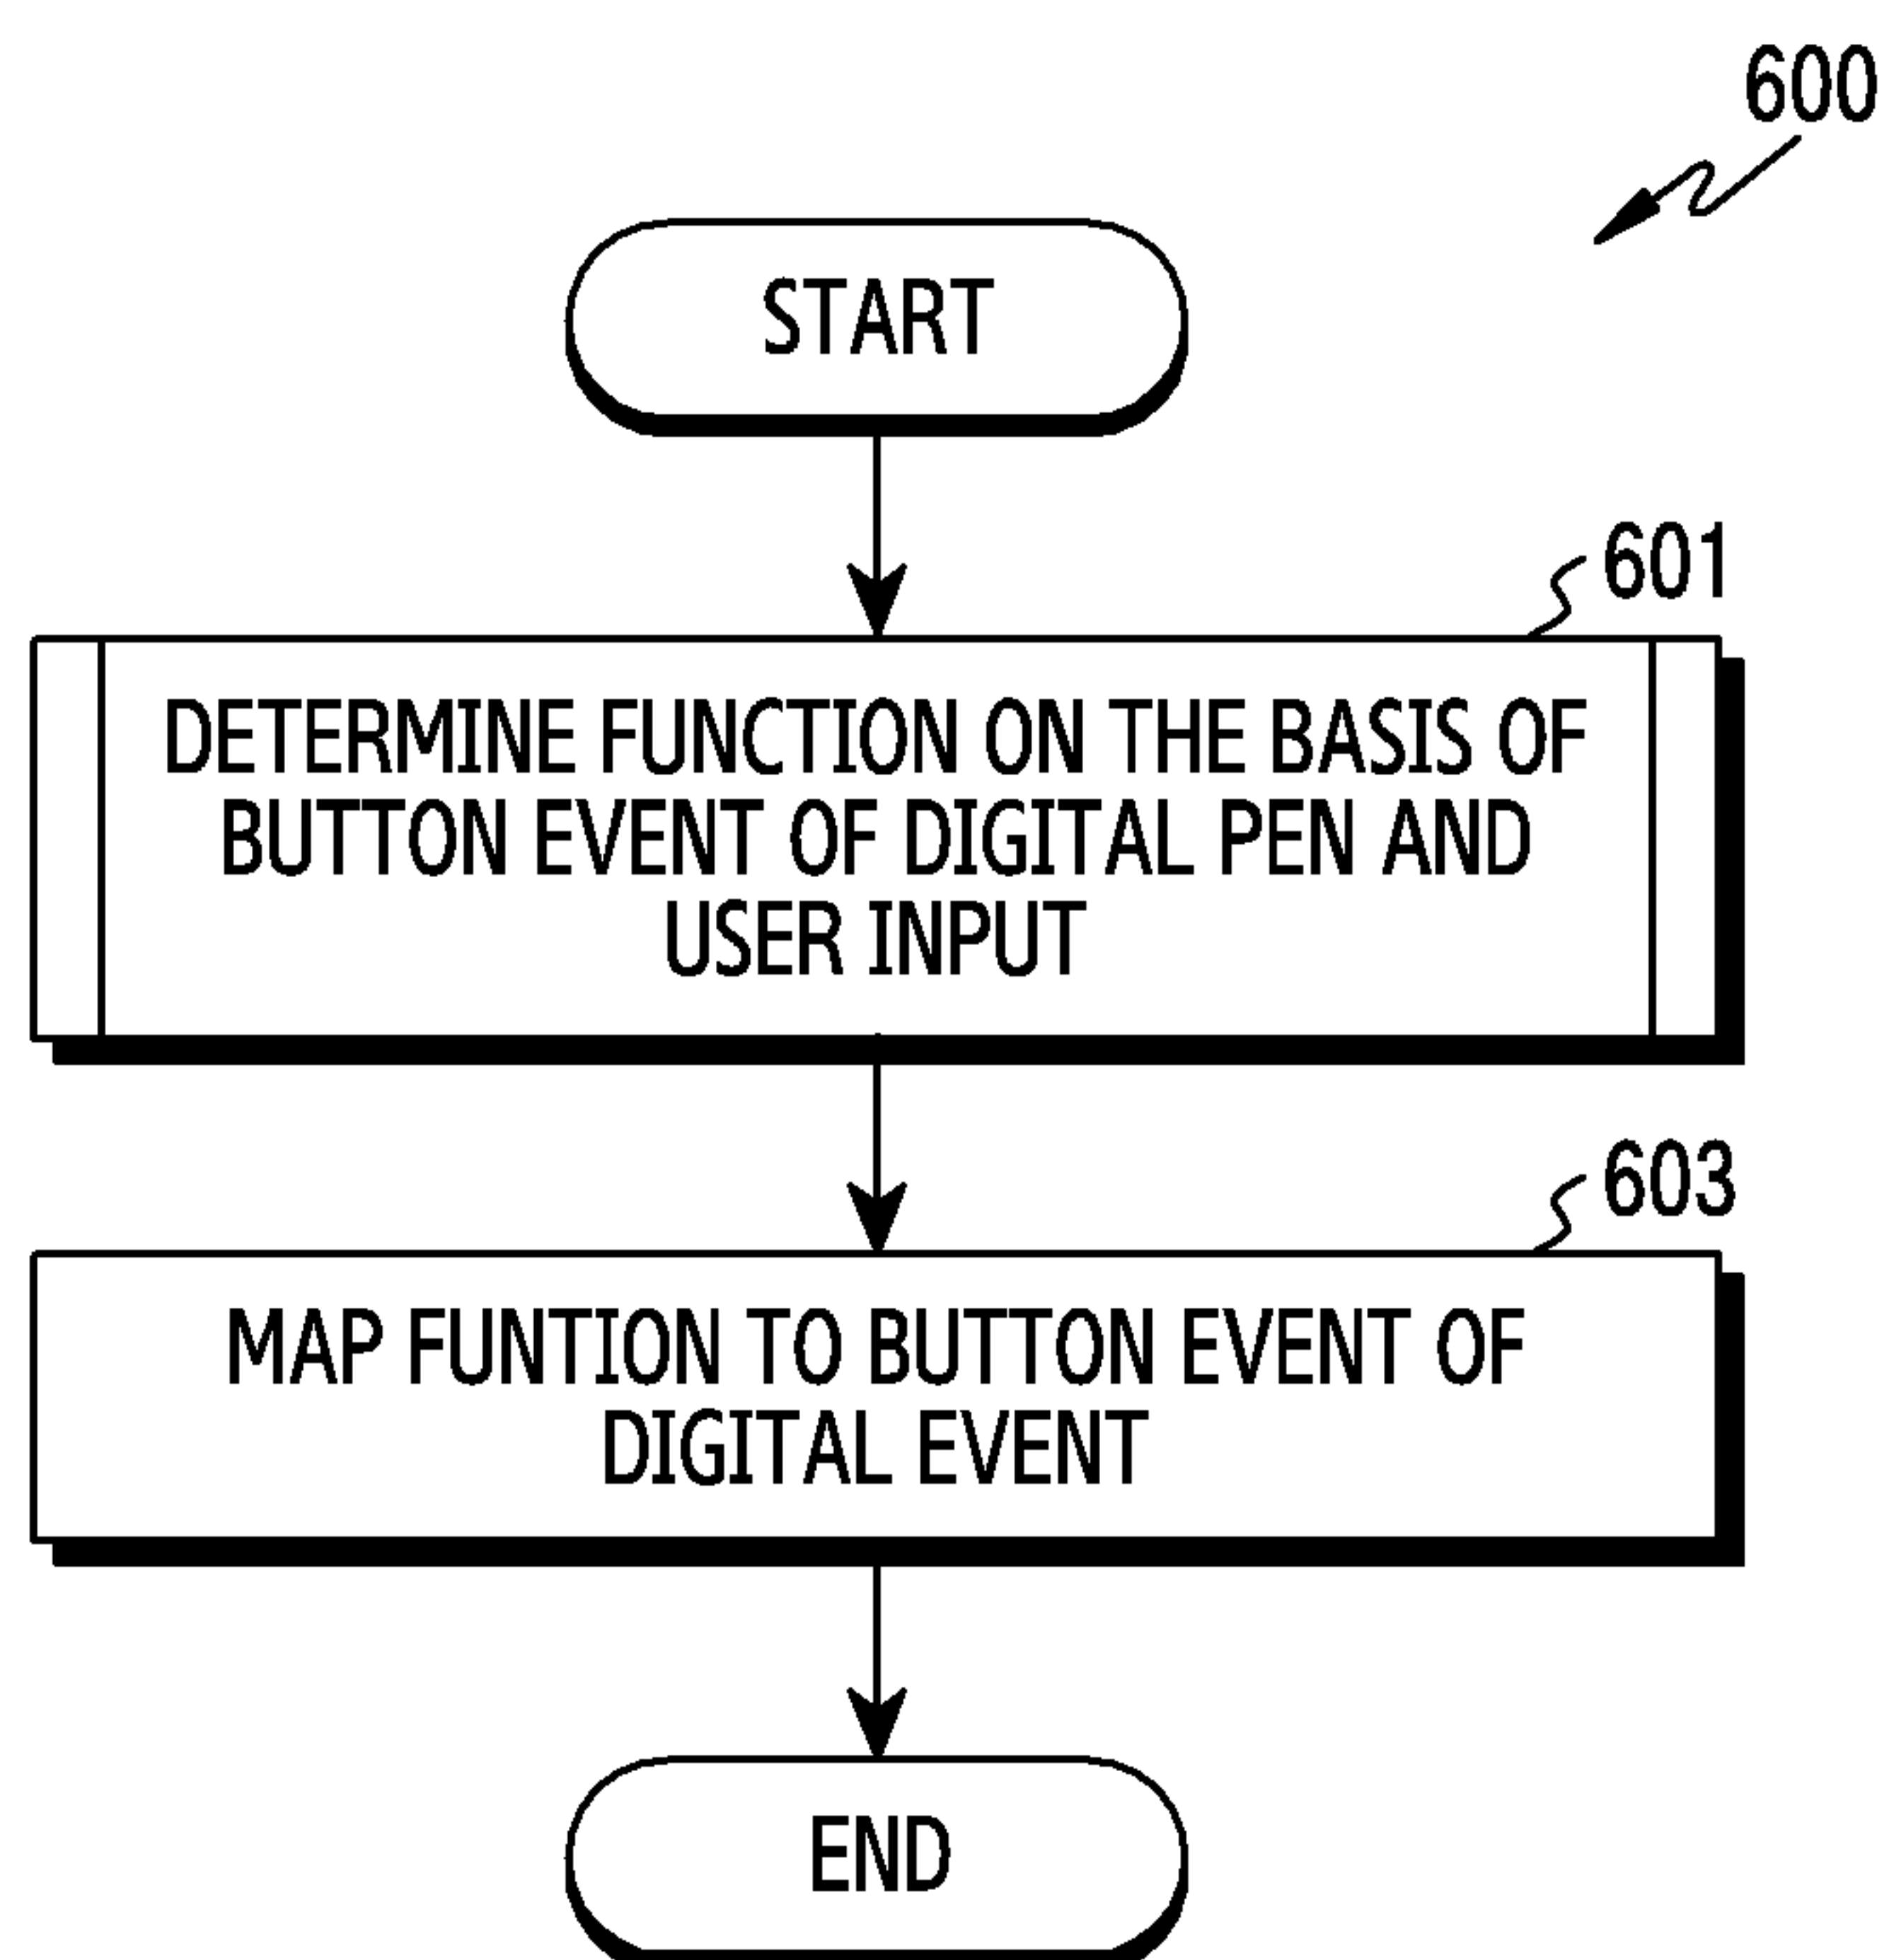 600
START
601
DETERMINE FUNCTION ON THE BASIS OF
BUTTON EVENT OF DIGITAL PEN AND
USER INPUT
603
MAP FUNTION TO BUTTON EVENT OF
DIGITAL EVENT
END